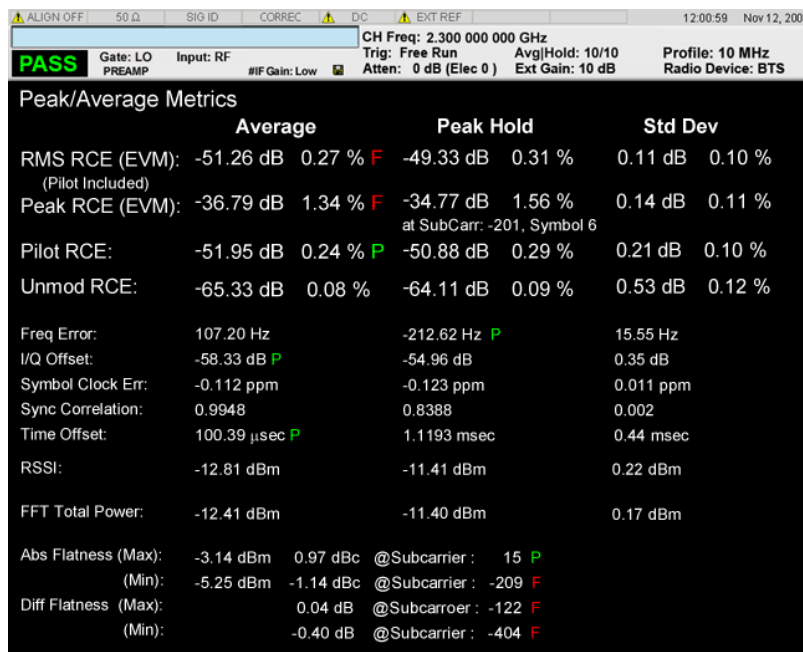 ALIGN OFF 50 Ω SIG ID CORREC DC EXT REF 12:00:59 Nov 12, 200
CH Freq: 2.300 000 000 GHz
PASS Gate: LO Input: RF Trig: Free Run Avg|Hold: 10/10 Profile: 10 MHz
PREAMP #IF Gain: Low Atten: 0 dB (Elec 0 ) Ext Gain: 10 dB Radio Device: BTS
Peak/Average Metrics
Average Peak Hold Std Dev
RMS RCE (EVM): -51.26 dB 0.27 % F -49.33 dB 0.31 % 0.11 dB 0.10 %
(Pilot Included)
Peak RCE (EVM): -36.79 dB 1.34 % F -34.77 dB 1.56 % 0.14 dB 0.11 %
at SubCarr: -201, Symbol 6
Pilot RCE: -51.95 dB 0.24 % P -50.88 dB 0.29 % 0.21 dB 0.10 %
Unmod RCE: -65.33 dB 0.08 % -64.11 dB 0.09 % 0.53 dB 0.12 %
Freq Error: 107.20 Hz -212.62 Hz P 15.55 Hz
I/Q Offset: -58.33 dB P -54.96 dB 0.35 dB
Symbol Clock Err: -0.112 ppm -0.123 ppm 0.011 ppm
Sync Correlation: 0.9948 0.8388 0.002
Time Offset: 100.39 μsec P 1.1193 msec 0.44 msec
RSSI: -12.81 dBm -11.41 dBm 0.22 dBm
FFT Total Power: -12.41 dBm -11.40 dBm 0.17 dBm
Abs Flatness (Max): -3.14 dBm 0.97 dBc @Subcarrier : 15 P
(Min): -5.25 dBm -1.14 dBc @Subcarrier : -209 F
Diff Flatness (Max): 0.04 dB @Subcarroer : -122 F
(Min): -0.40 dB @Subcarrier : -404 F